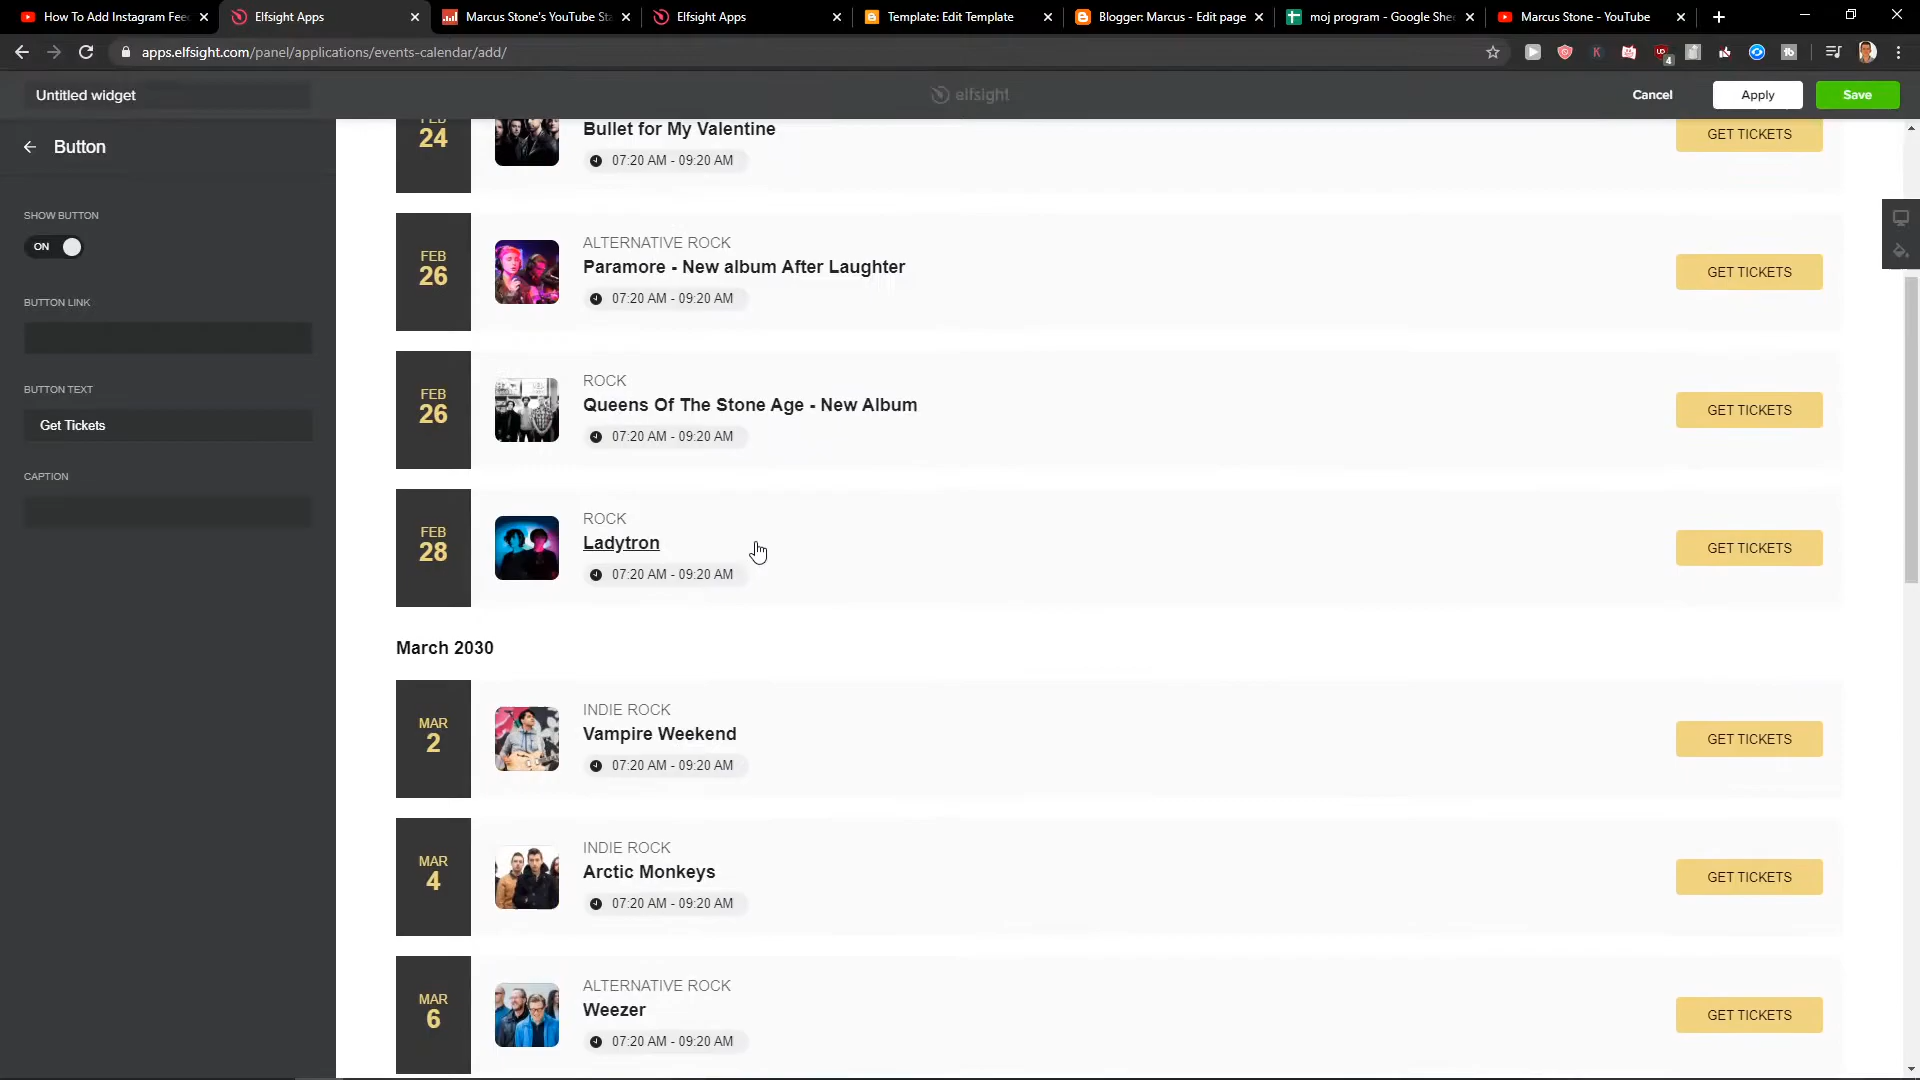 How To Add Instagram Fee
Elfsight Apps
Marcus Stone's YouTube Sta
Elfsight Apps
Template: Edit Template
Blogger: Marcus - Edit page
moj program - Google She
Marcus Stone - YouTube
apps.elfsight.com/panel/applications/events-calendar/add/
4
Untitled widget
elfsight
Cancel
Apply
Save
Button
SHOW BUTTON
ON
BUTTON LINK
BUTTON TEXT
Get Tickets
CAPTION
FEB
24
Bullet for My Valentine
07:20 AM - 09:20 AM
GET TICKETS
FEB
26
ALTERNATIVE ROCK
Paramore - New album After Laughter
07:20 AM - 09:20 AM
GET TICKETS
FEB
26
ROCK
Queens Of The Stone Age - New Album
07:20 AM - 09:20 AM
GET TICKETS
FEB
28
ROCK
Ladytron
07:20 AM - 09:20 AM
GET TICKETS
March 2030
MAR
2
INDIE ROCK
Vampire Weekend
07:20 AM - 09:20 AM
GET TICKETS
MAR
4
INDIE ROCK
Arctic Monkeys
07:20 AM - 09:20 AM
GET TICKETS
MAR
6
ALTERNATIVE ROCK
Weezer
07:20 AM - 09:20 AM
GET TICKETS